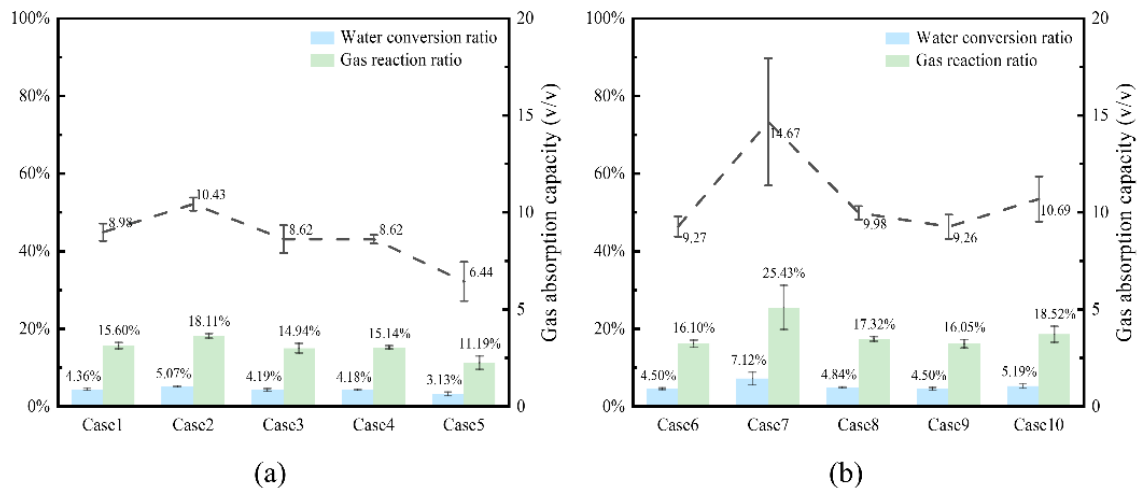 100%
80%
60%
40%
20%
0%
20
15
10
5
0
Gas absorption capacity (v/v)
Water conversion ratio
Gas reaction ratio
8.98
10.43
8.62
8.62
6.44
15.60%
18.11%
14.94%
15.14%
11.19%
4.36%
5.07%
4.19%
4.18%
3.13%
Case1
Case2
Case3
Case4
Case5
(a)
100%
80%
60%
40%
20%
0%
20
15
10
5
0
Gas absorption capacity (v/v)
Water conversion ratio
Gas reaction ratio
9.27
14.67
9.98
9.26
10.69
16.10%
25.43%
17.32%
16.05%
18.52%
4.50%
7.12%
4.84%
4.50%
5.19%
Case6
Case7
Case8
Case9
Case10
(b)